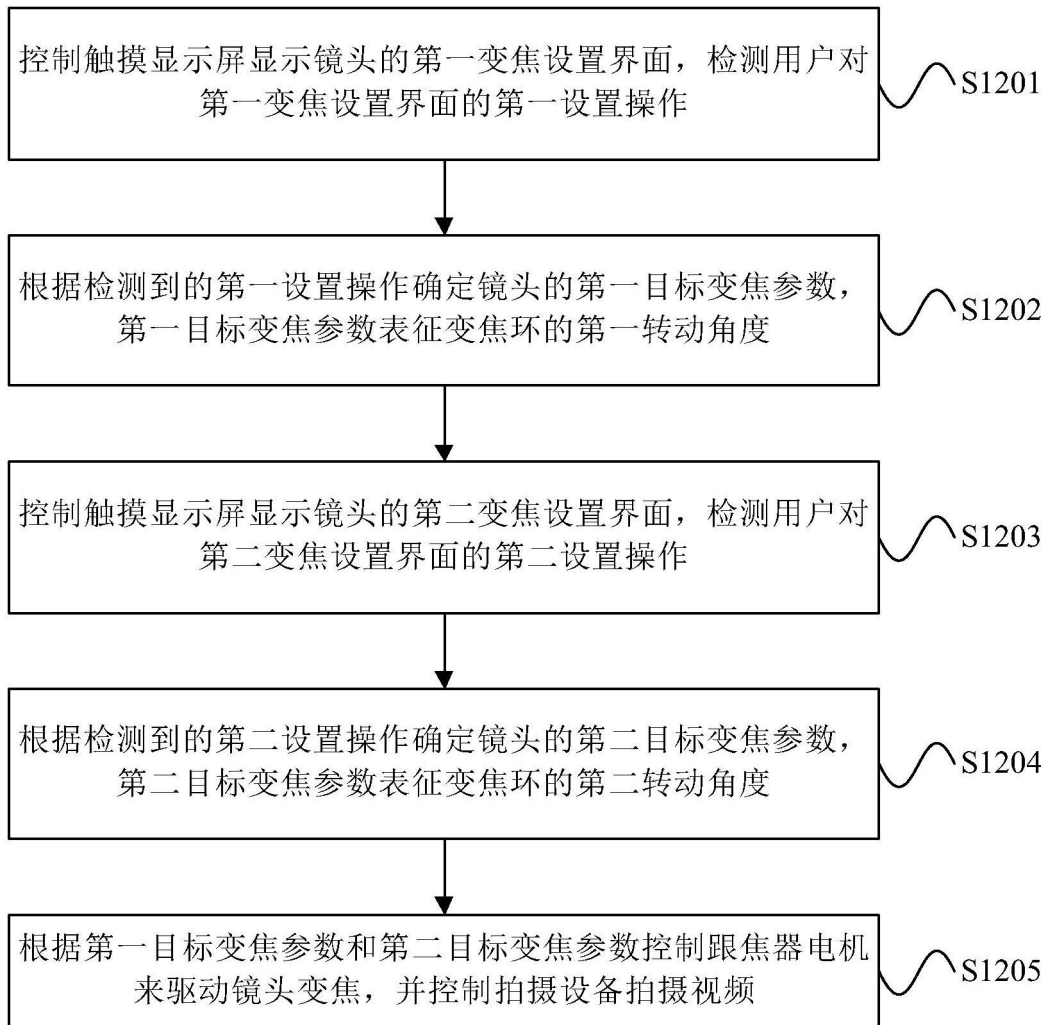 控制触摸显示屏显示镜头的第一变焦设置界面，检测用户对
第一变焦设置界面的第一设置操作
S1201
根据检测到的第一设置操作确定镜头的第一目标变焦参数，
第一目标变焦参数表征变焦环的第一转动角度
S1202
控制触摸显示屏显示镜头的第二变焦设置界面，检测用户对
第二变焦设置界面的第二设置操作
S1203
根据检测到的第二设置操作确定镜头的第二目标变焦参数，
第二目标变焦参数表征变焦环的第二转动角度
S1204
根据第一目标变焦参数和第二目标变焦参数控制跟焦器电机
来驱动镜头变焦，并控制拍摄设备拍摄视频
S1205